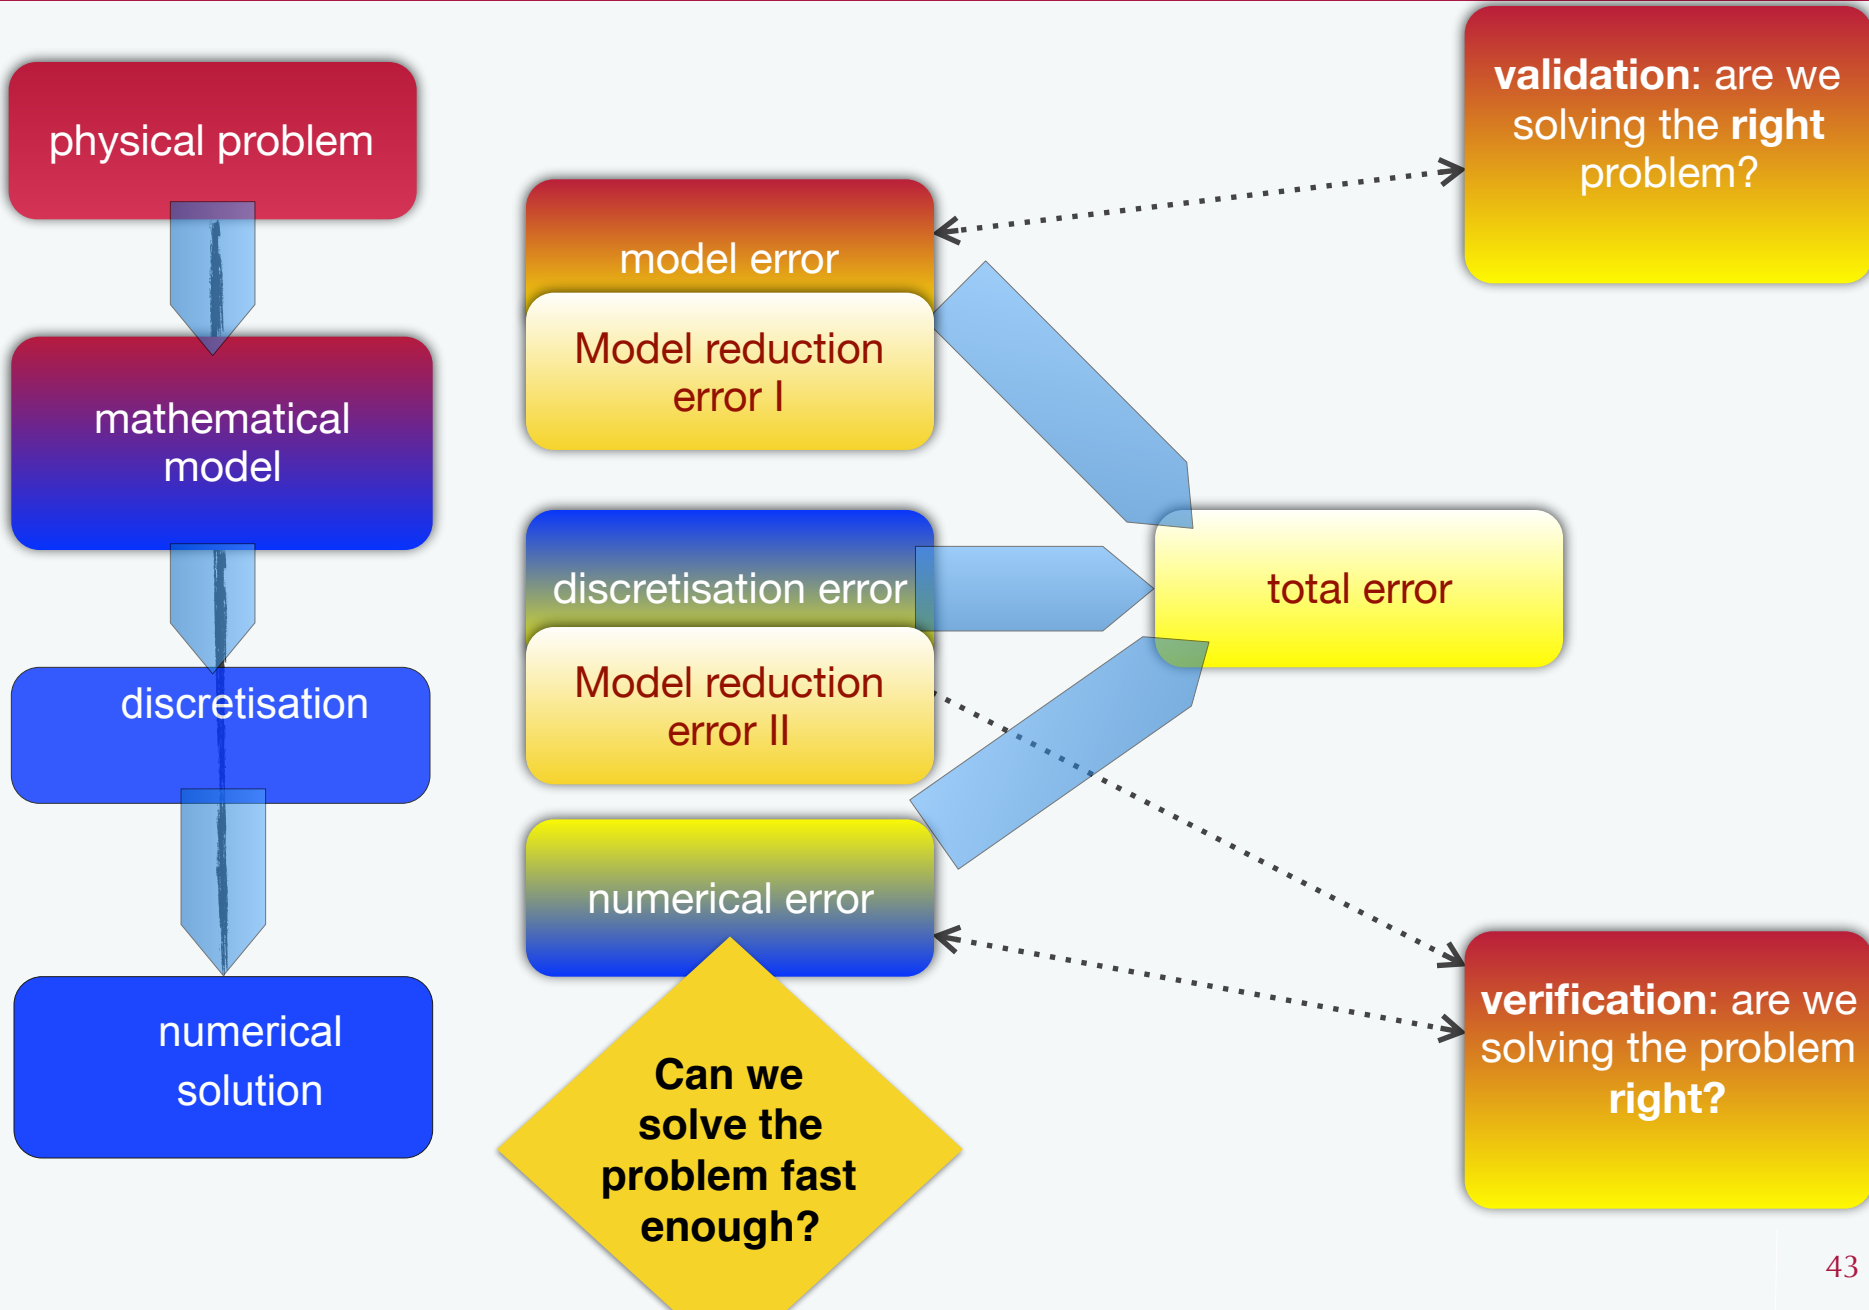 physical problem
mathematical
model
discretisation
numerical
solution
model error
Model reduction
error I
discretisation error
Model reduction
error II
numerical error
Can we
solve the
problem fast
enough?
total error
validation: are we
solving the right
problem?
verification: are we
solving the problem
right?
43